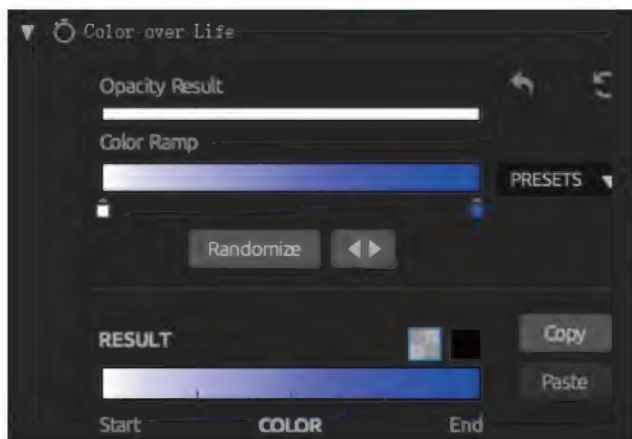 Color over Life
Opacity Result
Color Ramp
PRESETS
Randomize
RESULT
Copy
Paste
Start COLOR End